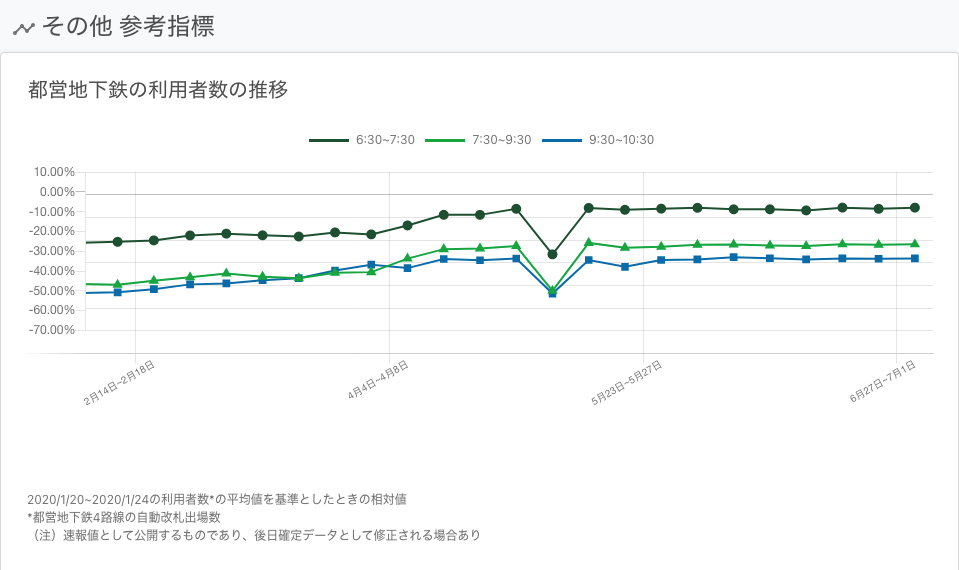 その他 参考指標
都営地下鉄の利用者数の推移
6:30~7:30 7:30~9:30 9:30~10:30
10.00%
0.00%
-10.00%
-20.00%
-30.00%
-40.00%
-50.00%
-60.00%
-70.00%
2月14日~2月18日 4月4日~4月8日 5月23日~5月27日 6月27日~7月1日
2020/1/20~2020/1/24の利用者数*の平均値を基準としたときの相対値
*都営地下鉄4路線の自動改札出場数
（注）速報値として公開するものであり、後日確定データとして修正される場合あり